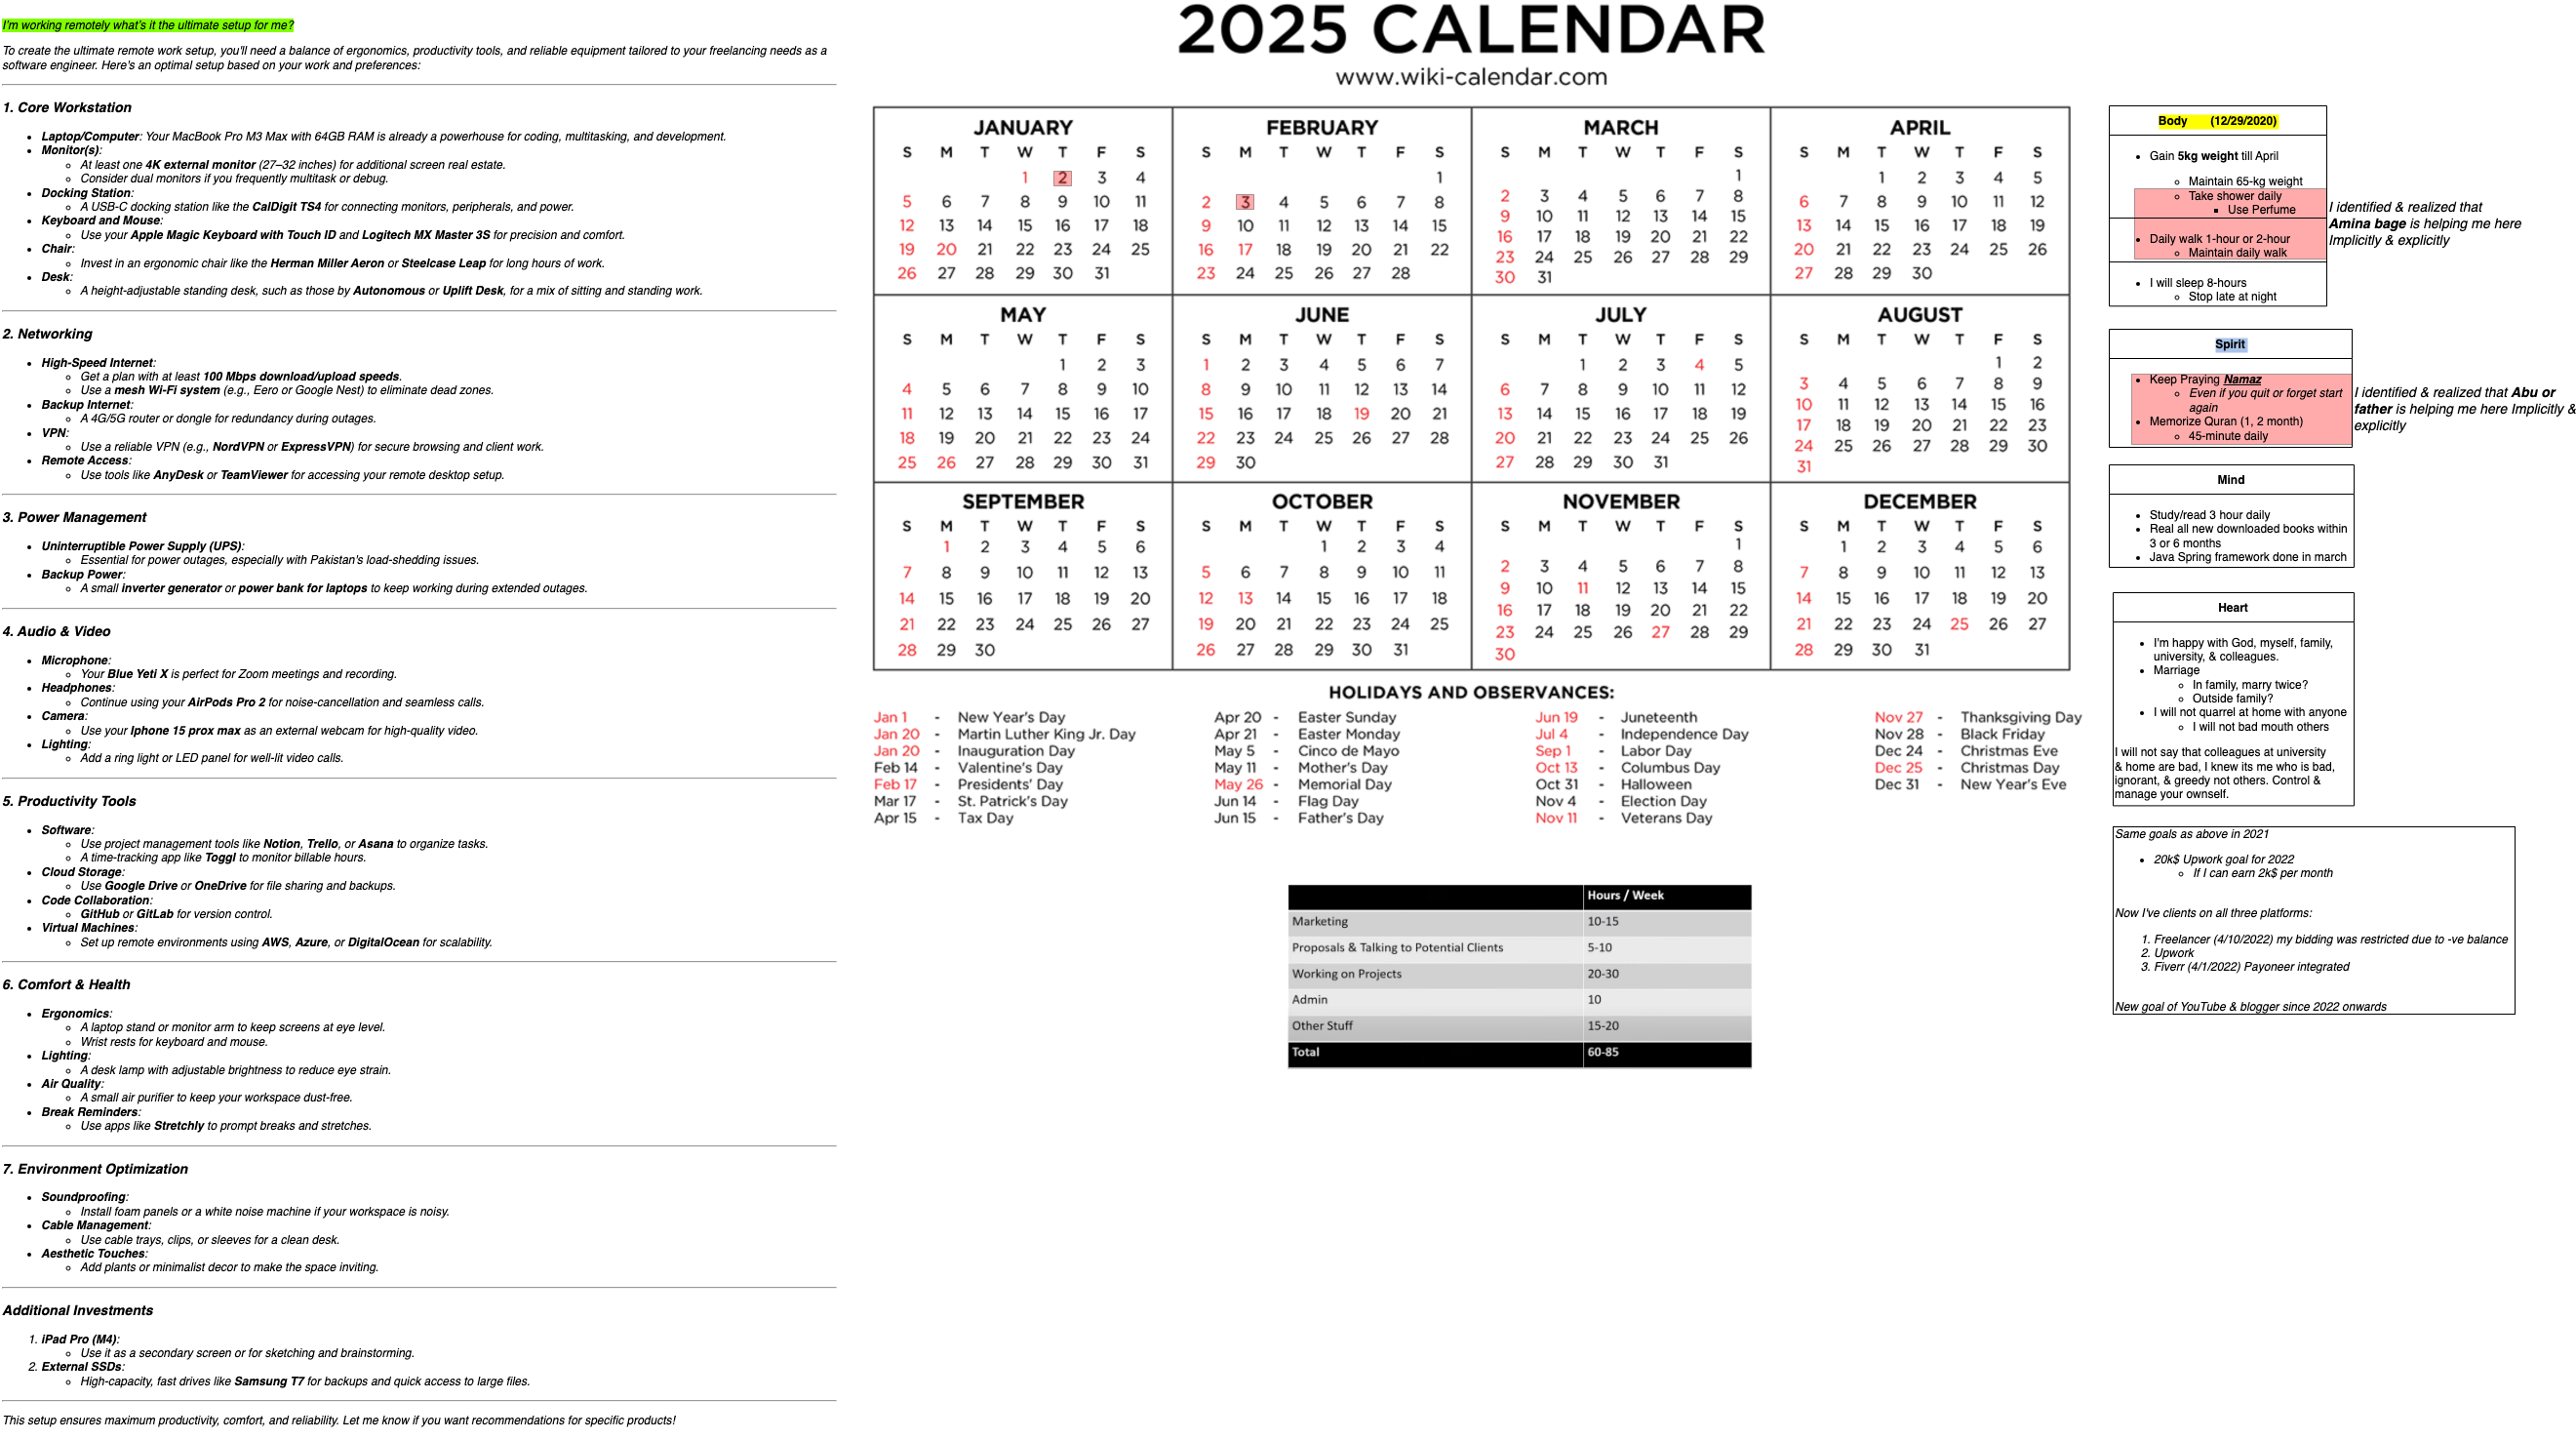 I'm working remotely what's it the ultimate setup for me?
To create the ultimate remote work setup, you'll need a balance of ergonomics, productivity tools, and reliable equipment tailored to your freelancing needs as a
software engineer. Here's an optimal setup based on your work and preferences:
1. Core Workstation
• Laptop/Computer: Your MacBook Pro M3 Max with 64GB RAM is already a powerhouse for coding, multitasking, and development.
• Monitor(s):
◦ At least one 4K external monitor (27–32 inches) for additional screen real estate.
◦ Consider dual monitors if you frequently multitask or debug.
• Docking Station:
◦ A USB-C docking station like the CalDigit TS4 for connecting monitors, peripherals, and power.
• Keyboard and Mouse:
◦ Use your Apple Magic Keyboard with Touch ID and Logitech MX Master 3S for precision and comfort.
• Chair:
◦ Invest in an ergonomic chair like the Herman Miller Aeron or Steelcase Leap for long hours of work.
• Desk:
◦ A height-adjustable standing desk, such as those by Autonomous or Uplift Desk, for a mix of sitting and standing work.
2. Networking
• High-Speed Internet:
◦ Get a plan with at least 100 Mbps download/upload speeds.
◦ Use a mesh Wi-Fi system (e.g., Eero or Google Nest) to eliminate dead zones.
• Backup Internet:
◦ A 4G/5G router or dongle for redundancy during outages.
• VPN:
◦ Use a reliable VPN (e.g., NordVPN or ExpressVPN) for secure browsing and client work.
• Remote Access:
◦ Use tools like AnyDesk or TeamViewer for accessing your remote desktop setup.
3. Power Management
• Uninterruptible Power Supply (UPS):
◦ Essential for power outages, especially with Pakistan's load-shedding issues.
• Backup Power:
◦ A small inverter generator or power bank for laptops to keep working during extended outages.
4. Audio & Video
• Microphone:
◦ Your Blue Yeti X is perfect for Zoom meetings and recording.
• Headphones:
◦ Continue using your AirPods Pro 2 for noise-cancellation and seamless calls.
• Camera:
◦ Use your Iphone 15 prox max as an external webcam for high-quality video.
• Lighting:
◦ Add a ring light or LED panel for well-lit video calls.
5. Productivity Tools
• Software:
◦ Use project management tools like Notion, Trello, or Asana to organize tasks.
◦ A time-tracking app like Toggl to monitor billable hours.
• Cloud Storage:
◦ Use Google Drive or OneDrive for file sharing and backups.
• Code Collaboration:
◦ GitHub or GitLab for version control.
• Virtual Machines:
◦ Set up remote environments using AWS, Azure, or DigitalOcean for scalability.
6. Comfort & Health
• Ergonomics:
◦ A laptop stand or monitor arm to keep screens at eye level.
◦ Wrist rests for keyboard and mouse.
• Lighting:
◦ A desk lamp with adjustable brightness to reduce eye strain.
• Air Quality:
◦ A small air purifier to keep your workspace dust-free.
• Break Reminders:
◦ Use apps like Stretchly to prompt breaks and stretches.
7. Environment Optimization
• Soundproofing:
◦ Install foam panels or a white noise machine if your workspace is noisy.
• Cable Management:
◦ Use cable trays, clips, or sleeves for a clean desk.
• Aesthetic Touches:
◦ Add plants or minimalist decor to make the space inviting.
Additional Investments
1. iPad Pro (M4):
◦ Use it as a secondary screen or for sketching and brainstorming.
2. External SSDs:
◦ High-capacity, fast drives like Samsung T7 for backups and quick access to large files.
This setup ensures maximum productivity, comfort, and reliability. Let me know if you want recommendations for specific products!
2025 CALENDAR
www.wiki-calendar.com
JANUARY
S M T W T F S
1 2 3 4
5 6 7 8 9 10 11
12 13 14 15 16 17 18
19 20 21 22 23 24 25
26 27 28 29 30 31
FEBRUARY
S M T W T F S
1
2 3 4 5 6 7 8
9 10 11 12 13 14 15
16 17 18 19 20 21 22
23 24 25 26 27 28
MARCH
S M T W T F S
1
2 3 4 5 6 7 8
9 10 11 12 13 14 15
16 17 18 19 20 21 22
23 24 25 26 27 28 29
30 31
APRIL
S M T W T F S
1 2 3 4 5
6 7 8 9 10 11 12
13 14 15 16 17 18 19
20 21 22 23 24 25 26
27 28 29 30
MAY
S M T W T F S
1 2 3
4 5 6 7 8 9 10
11 12 13 14 15 16 17
18 19 20 21 22 23 24
25 26 27 28 29 30 31
JUNE
S M T W T F S
1 2 3 4 5 6 7
8 9 10 11 12 13 14
15 16 17 18 19 20 21
22 23 24 25 26 27 28
29 30
JULY
S M T W T F S
1 2 3 4 5
6 7 8 9 10 11 12
13 14 15 16 17 18 19
20 21 22 23 24 25 26
27 28 29 30 31
AUGUST
S M T W T F S
1 2
3 4 5 6 7 8 9
10 11 12 13 14 15 16
17 18 19 20 21 22 23
24 25 26 27 28 29 30
31
SEPTEMBER
S M T W T F S
1 2 3 4 5 6
7 8 9 10 11 12 13
14 15 16 17 18 19 20
21 22 23 24 25 26 27
28 29 30
OCTOBER
S M T W T F S
1 2 3 4
5 6 7 8 9 10 11
12 13 14 15 16 17 18
19 20 21 22 23 24 25
26 27 28 29 30 31
NOVEMBER
S M T W T F S
1
2 3 4 5 6 7 8
9 10 11 12 13 14 15
16 17 18 19 20 21 22
23 24 25 26 27 28 29
30
DECEMBER
S M T W T F S
1 2 3 4 5 6
7 8 9 10 11 12 13
14 15 16 17 18 19 20
21 22 23 24 25 26 27
28 29 30 31
HOLIDAYS AND OBSERVANCES:
Jan 1 - New Year's Day
Jan 20 - Martin Luther King Jr. Day
Jan 20 - Inauguration Day
Feb 14 - Valentine's Day
Feb 17 - Presidents' Day
Mar 17 - St. Patrick's Day
Apr 15 - Tax Day
Apr 20 - Easter Sunday
Apr 21 - Easter Monday
May 5 - Cinco de Mayo
May 11 - Mother's Day
May 26 - Memorial Day
Jun 14 - Flag Day
Jun 15 - Father's Day
Jun 19 - Juneteenth
Jul 4 - Independence Day
Sep 1 - Labor Day
Oct 13 - Columbus Day
Oct 31 - Halloween
Nov 4 - Election Day
Nov 11 - Veterans Day
Nov 27 - Thanksgiving Day
Nov 28 - Black Friday
Dec 24 - Christmas Eve
Dec 25 - Christmas Day
Dec 31 - New Year's Eve
Hours / Week
Marketing 10-15
Proposals & Talking to Potential Clients 5-10
Working on Projects 20-30
Admin 10
Other Stuff 15-20
Total 60-85
Body (12/29/2020)
• Gain 5kg weight till April
◦ Maintain 65-kg weight
◦ Take shower daily
▪ Use Perfume
• Daily walk 1-hour or 2-hour
◦ Maintain daily walk
• I will sleep 8-hours
◦ Stop late at night
I identified & realized that
Amina bage is helping me here
Implicitly & explicitly
Spirit
• Keep Praying Namaz
◦ Even if you quit or forget start
again
• Memorize Quran (1, 2 month)
◦ 45-minute daily
I identified & realized that Abu or
father is helping me here Implicitly &
explicitly
Mind
• Study/read 3 hour daily
• Real all new downloaded books within
3 or 6 months
• Java Spring framework done in march
Heart
• I'm happy with God, myself, family,
university, & colleagues.
• Marriage
◦ In family, marry twice?
◦ Outside family?
• I will not quarrel at home with anyone
◦ I will not bad mouth others
I will not say that colleagues at university
& home are bad, I knew its me who is bad,
ignorant, & greedy not others. Control &
manage your ownself.
Same goals as above in 2021
• 20k$ Upwork goal for 2022
◦ If I can earn 2k$ per month
Now I've clients on all three platforms:
1. Freelancer (4/10/2022) my bidding was restricted due to -ve balance
2. Upwork
3. Fiverr (4/1/2022) Payoneer integrated
New goal of YouTube & blogger since 2022 onwards